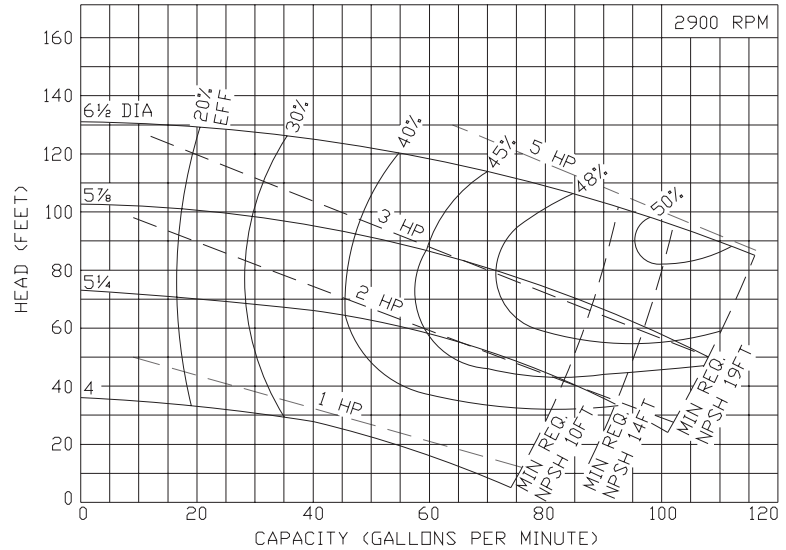 2900 RPM
160
140
120
100
80
60
40
20
0
HEAD (FEET)
6½ DIA
5⅞
5¼
4
20%
EFF
30%
40%
45%
48%
50%
5 HP
3 HP
2 HP
1 HP
MIN REQ.
NPSH 10FT
MIN REQ.
NPSH 14FT
MIN REQ.
NPSH 19FT
0
20
40
60
80
100
120
CAPACITY (GALLONS PER MINUTE)